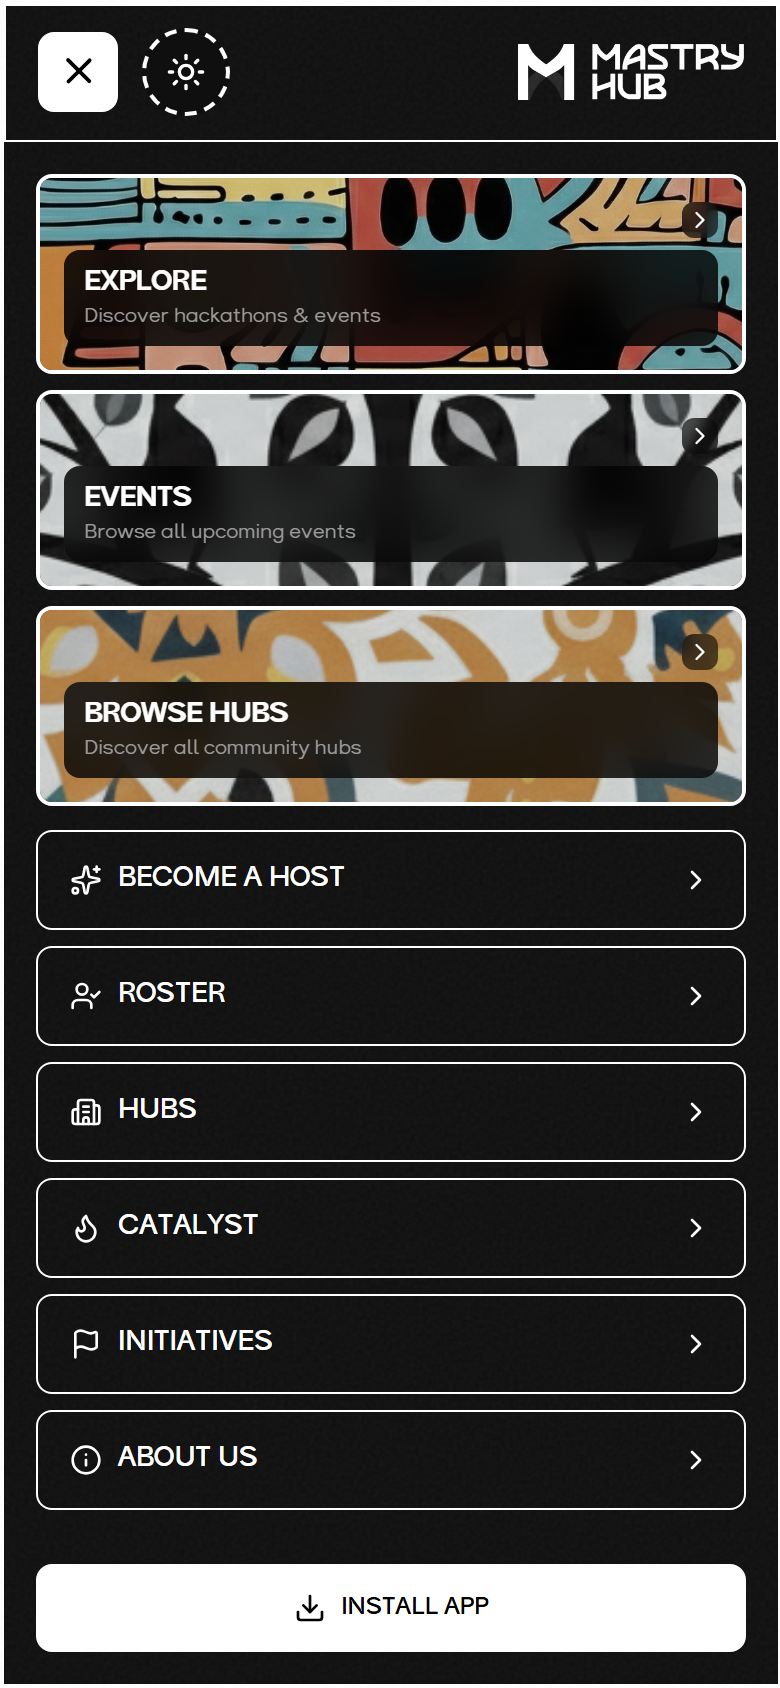 MASTRY
HUB
EXPLORE
Discover hackathons & events
EVENTS
Browse all upcoming events
BROWSE HUBS
Discover all community hubs
BECOME A HOST
ROSTER
HUBS
CATALYST
INITIATIVES
ABOUT US
INSTALL APP